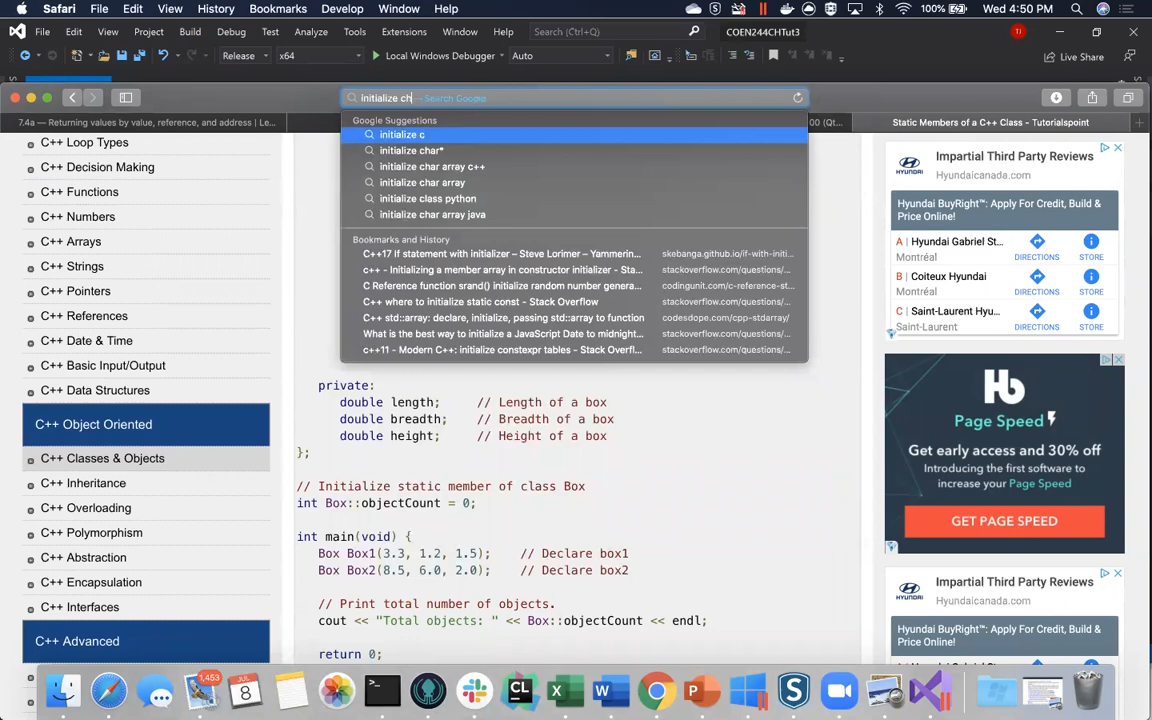 Safari File Edit View History Bookmarks Develop Window Help 100% Wed 4:50 PM
File Edit View Project Build Debug Test Analyze Tools Extensions Window Help Search (Ctrl+Q) COEN244CHTut3 TI
Release x64 Local Windows Debugger Auto Live Share
initialize ch — Search Google
7.4a — Returning values by value, reference, and address | Le... 00 (Qt... Static Members of a C++ Class - Tutorialspoint
Google Suggestions
initialize c
initialize char*
initialize char array c++
initialize char array
initialize class python
initialize char array java
Bookmarks and History
C++17 If statement with initializer – Steve Lorimer – Yammerin... skebanga.github.io/if-with-initi...
c++ - Initializing a member array in constructor initializer - Sta... stackoverflow.com/questions/...
C Reference function srand() initialize random number genera... codingunit.com/c-reference-st...
C++ where to initialize static const - Stack Overflow stackoverflow.com/questions/...
C++ std::array: declare, initialize, passing std::array to function codesdope.com/cpp-stdarray/
What is the best way to initialize a JavaScript Date to midnight... stackoverflow.com/questions/...
c++11 - Modern C++: initialize constexpr tables - Stack Overfl... stackoverflow.com/questions/...
C++ Loop Types
C++ Decision Making
C++ Functions
C++ Numbers
C++ Arrays
C++ Strings
C++ Pointers
C++ References
C++ Date & Time
C++ Basic Input/Output
C++ Data Structures
C++ Object Oriented
C++ Classes & Objects
C++ Inheritance
C++ Overloading
C++ Polymorphism
C++ Abstraction
C++ Encapsulation
C++ Interfaces
C++ Advanced
private:
double length; // Length of a box
double breadth; // Breadth of a box
double height; // Height of a box
};
// Initialize static member of class Box
int Box::objectCount = 0;
int main(void) {
Box Box1(3.3, 1.2, 1.5); // Declare box1
Box Box2(8.5, 6.0, 2.0); // Declare box2
// Print total number of objects.
cout << "Total objects: " << Box::objectCount << endl;
return 0;
Impartial Third Party Reviews
Hyundaicanada.com
Hyundai BuyRight™: Apply For Credit, Build & Price Online!
A | Hyundai Gabriel St...
Montréal
DIRECTIONS STORE
B | Coiteux Hyundai
Montréal
DIRECTIONS STORE
C | Saint-Laurent Hyu...
Saint-Laurent
DIRECTIONS STORE
Hb
Page Speed
Get early access and 30% off
Introducing the first software to
increase your Page Speed
GET PAGE SPEED
Impartial Third Party Reviews
Hyundaicanada.com
Hyundai BuyRight™: Apply For Credit, Build &
Price Online!
1,453
JUL
8
CL
X
W
P
S